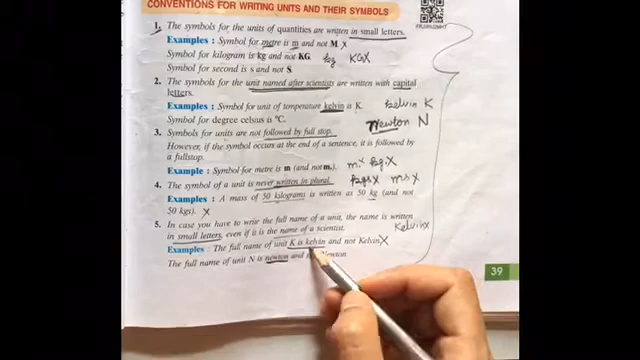 CONVENTIONS FOR WRITING UNITS AND THEIR SYMBOLS
1. The symbols for the units of quantities are written in small letters.
Examples : Symbol for metre is m and not M X
Symbol for kilogram is kg and not KG. kg KGX
Symbol for second is s and not S.
2. The symbols for the unit named after scientists are written with capital
letters.
Examples : Symbol for unit of temperature kelvin is K. kelvin K
Symbol for degree celsus is °C. Newton N
3. Symbols for units are not followed by full stop.
However, if the symbol occurs at the end of a sentence, it is followed by
a fullstop.
Example : Symbol for metre is m (and not m.) m.X kg.X
4. The symbol of a unit is never written in plural. kgs X ms X
Examples : A mass of 50 kilograms is written as 50 kg (and not
50 kgs) X
5. In case you have to write the full name of a unit, the name is written
in small letters, even if is the name of a scientist. KelvinX
Examples : The full name of unit K is kelvin and not Kelvin. X
The full name of unit N is newton and Newton
39